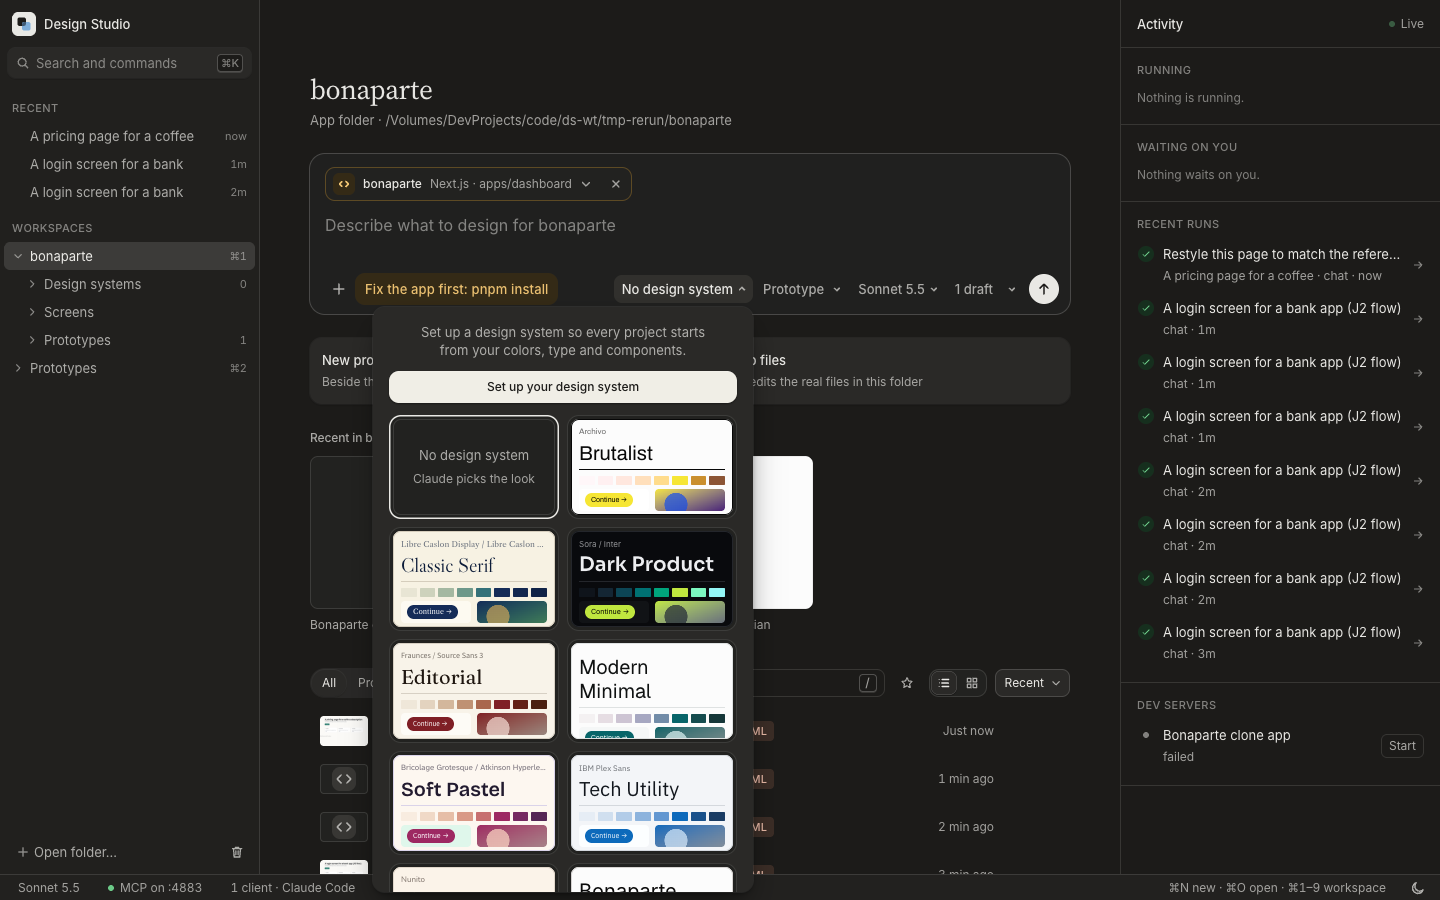 Design Studio
Search and commands ⌘K
RECENT
A pricing page for a coffee now
A login screen for a bank 1m
A login screen for a bank 2m
WORKSPACES
bonaparte ⌘1
Design systems 0
Screens
Prototypes 1
Prototypes ⌘2
Open folder...
bonaparte
App folder · /Volumes/DevProjects/code/ds-wt/tmp-rerun/bonaparte
bonaparte Next.js · apps/dashboard
Describe what to design for bonaparte
Fix the app first: pnpm install
No design system
Prototype
Sonnet 5.5
1 draft
Set up a design system so every project starts
from your colors, type and components.
Set up your design system
No design system
Claude picks the look
Archivo
Brutalist
Continue →
Libre Caslon Display / Libre Caslon ...
Classic Serif
Continue →
Sora / Inter
Dark Product
Continue →
Fraunces / Source Sans 3
Editorial
Continue →
Modern
Minimal
Continue →
Bricolage Grotesque / Atkinson Hyperle...
Soft Pastel
Continue →
IBM Plex Sans
Tech Utility
Continue →
Nunito
Bonaparte
New pro
Beside th
files
edits the real files in this folder
Recent in b
Bonaparte
ian
All
Pro
/
Recent
ML Just now
ML 1 min ago
ML 2 min ago
Activity
Live
RUNNING
Nothing is running.
WAITING ON YOU
Nothing waits on you.
RECENT RUNS
Restyle this page to match the refere...
A pricing page for a coffee · chat · now
A login screen for a bank app (J2 flow)
chat · 1m
A login screen for a bank app (J2 flow)
chat · 1m
A login screen for a bank app (J2 flow)
chat · 1m
A login screen for a bank app (J2 flow)
chat · 2m
A login screen for a bank app (J2 flow)
chat · 2m
A login screen for a bank app (J2 flow)
chat · 2m
A login screen for a bank app (J2 flow)
chat · 3m
DEV SERVERS
Bonaparte clone app
failed
Start
Sonnet 5.5
MCP on :4883
1 client · Claude Code
⌘N new · ⌘O open · ⌘1–9 workspace